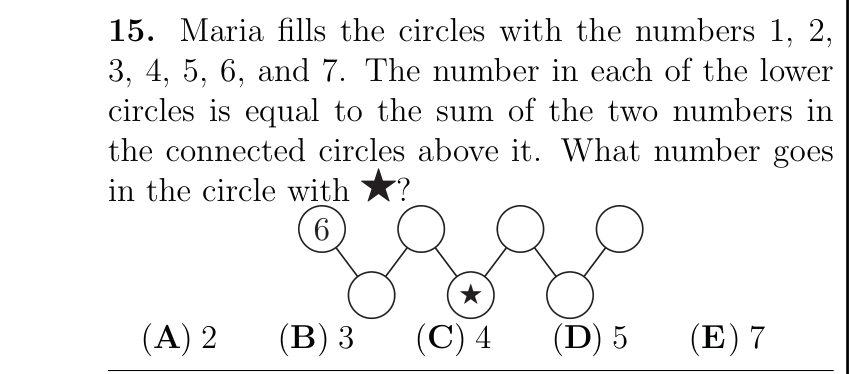 15. Maria fills the circles with the numbers 1, 2,
3, 4, 5, 6, and 7. The number in each of the lower
circles is equal to the sum of the two numbers in
the connected circles above it. What number goes
in the circle with ★?
6
★
(A) 2 (B) 3 (C) 4 (D) 5 (E) 7